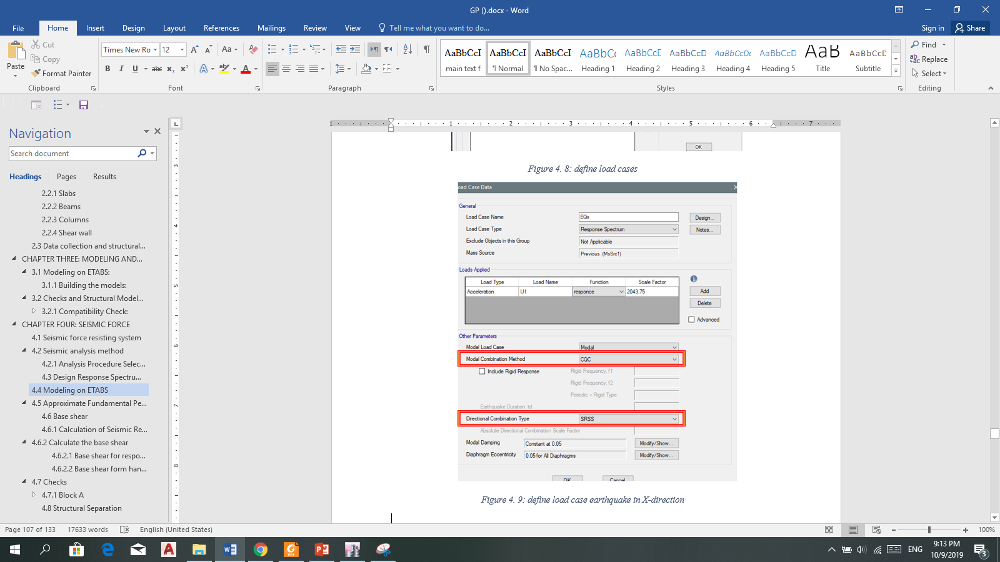 GP ().docx - Word
File Home Insert Design Layout References Mailings Review View Tell me what you want to do... Sign in Share
Paste Cut Copy Format Painter
Times New Ro 12
main text f ¶ Normal ¶ No Spac... Heading 1 Heading 2 Heading 3 Heading 4 Heading 5 Title Subtitle
Find Replace Select
Clipboard Font Paragraph Styles Editing
Navigation
Search document
Headings Pages Results
2.2.1 Slabs
2.2.2 Beams
2.2.3 Columns
2.2.4 Shear wall
2.3 Data collection and structural...
CHAPTER THREE: MODELING AND...
3.1 Modeling on ETABS:
3.1.1 Building the models:
3.2 Checks and Structural Model...
3.2.1 Compatibility Check:
CHAPTER FOUR: SEISMIC FORCE
4.1 Seismic force resisting system
4.2 Seismic analysis method
4.2.1 Analysis Procedure Selec...
4.3 Design Response Spectru...
4.4 Modeling on ETABS
4.5 Approximate Fundamental Pe...
4.6 Base shear
4.6.1 Calculation of Seismic Re...
4.6.2 Calculate the base shear
4.6.2.1 Base shear for respo...
4.6.2.2 Base shear form han...
4.7 Checks
4.7.1 Block A
4.8 Structural Separation
OK
Figure 4. 8: define load cases
oad Case Data
General
Load Case Name EQx Design...
Load Case Type Response Spectrum Notes...
Exclude Objects in this Group Not Applicable
Mass Source Previous (MsSrc1)
Loads Applied
Load Type Load Name Function Scale Factor
Acceleration U1 responce 2043.75
Add
Delete
Advanced
Other Parameters
Modal Load Case Modal
Modal Combination Method CQC
Include Rigid Response Rigid Frequency, f1
Rigid Frequency, f2
Periodic + Rigid Type
Earthquake Duration, td
Directional Combination Type SRSS
Absolute Directional Combination Scale Factor
Modal Damping Constant at 0.05 Modify/Show...
Diaphragm Eccentricity 0.05 for All Diaphragms Modify/Show...
OK Cancel
Figure 4. 9: define load case earthquake in X-direction
Page 107 of 133 17633 words English (United States) 100%
ENG 9:13 PM
10/9/2019 3